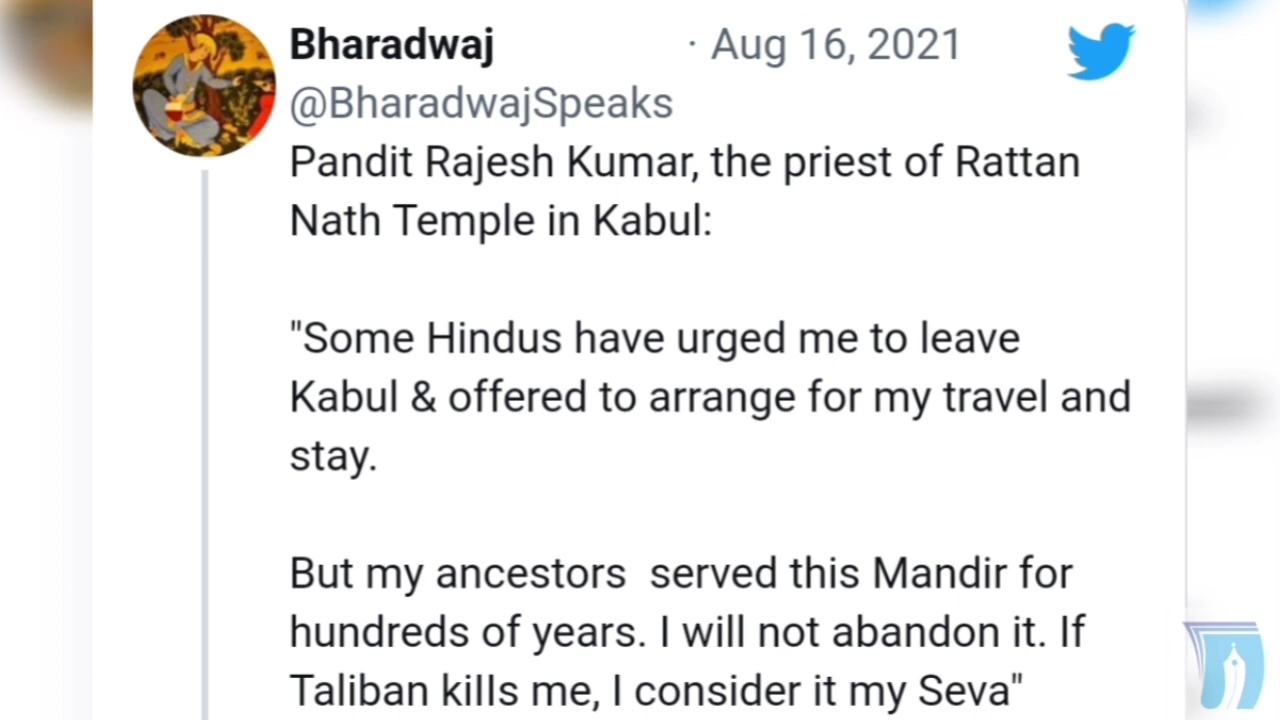 Bharadwaj · Aug 16, 2021
@BharadwajSpeaks
Pandit Rajesh Kumar, the priest of Rattan
Nath Temple in Kabul:
"Some Hindus have urged me to leave
Kabul & offered to arrange for my travel and
stay.
But my ancestors  served this Mandir for
hundreds of years. I will not abandon it. If
Taliban kills me, I consider it my Seva"